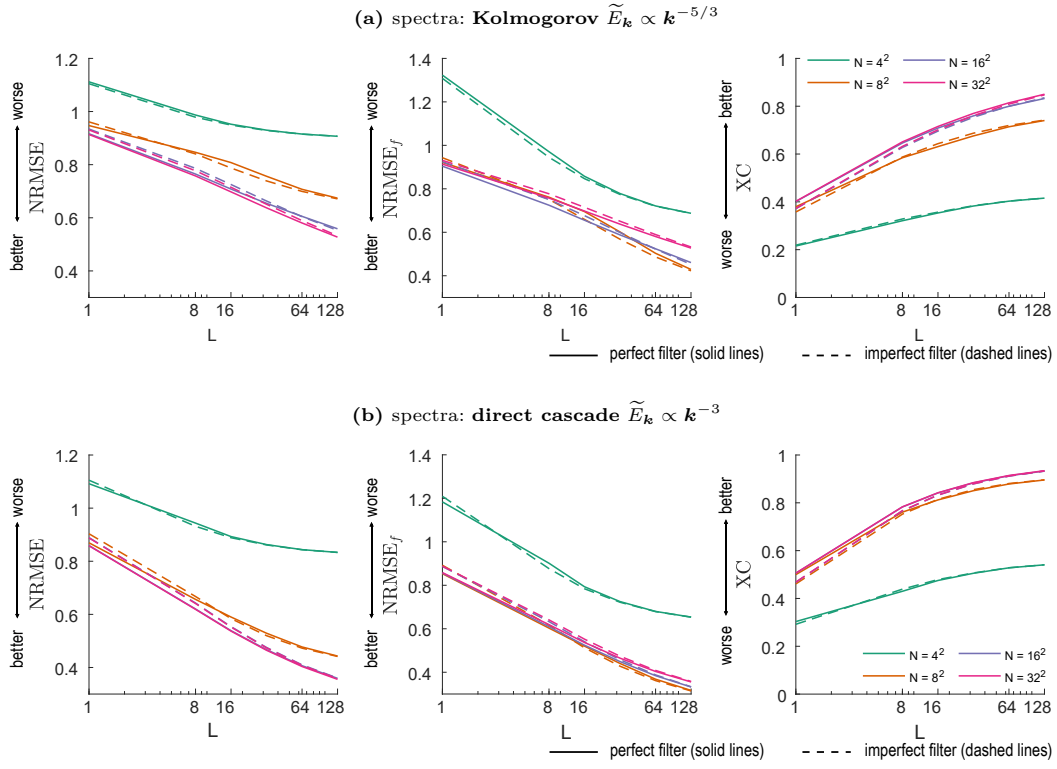 (a) spectra: Kolmogorov Ẽ_k ∝ k^{-5/3}
worse
better
NRMSE
1.2
1
0.8
0.6
0.4
1
8
16
64
128
L
worse
better
NRMSE_f
1.4
1.2
1
0.8
0.6
0.4
1
8
16
64
128
L
better
worse
XC
1
0.8
0.6
0.4
0.2
0
1
8
16
64
128
L
N = 4²
N = 16²
N = 8²
N = 32²
perfect filter (solid lines)
imperfect filter (dashed lines)
(b) spectra: direct cascade Ẽ_k ∝ k^{-3}
worse
better
NRMSE
1.2
1
0.8
0.6
0.4
1
8
16
64
128
L
worse
better
NRMSE_f
1.4
1.2
1
0.8
0.6
0.4
1
8
16
64
128
L
better
worse
XC
1
0.8
0.6
0.4
0.2
0
1
8
16
64
128
L
N = 4²
N = 16²
N = 8²
N = 32²
perfect filter (solid lines)
imperfect filter (dashed lines)